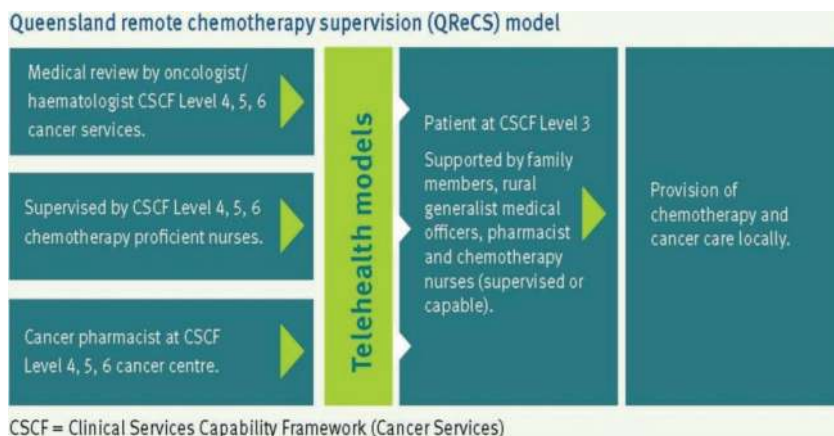 Queensland remote chemotherapy supervision (QReCS) model
Medical review by oncologist/
haematologist CSCF Level 4, 5, 6
cancer services.
Supervised by CSCF Level 4, 5, 6
chemotherapy proficient nurses.
Cancer pharmacist at CSCF
Level 4, 5, 6 cancer centre.
Telehealth models
Patient at CSCF Level 3
Supported by family
members, rural
generalist medical
officers, pharmacist
and chemotherapy
nurses (supervised or
capable).
Provision of
chemotherapy and
cancer care locally.
CSCF = Clinical Services Capability Framework (Cancer Services)